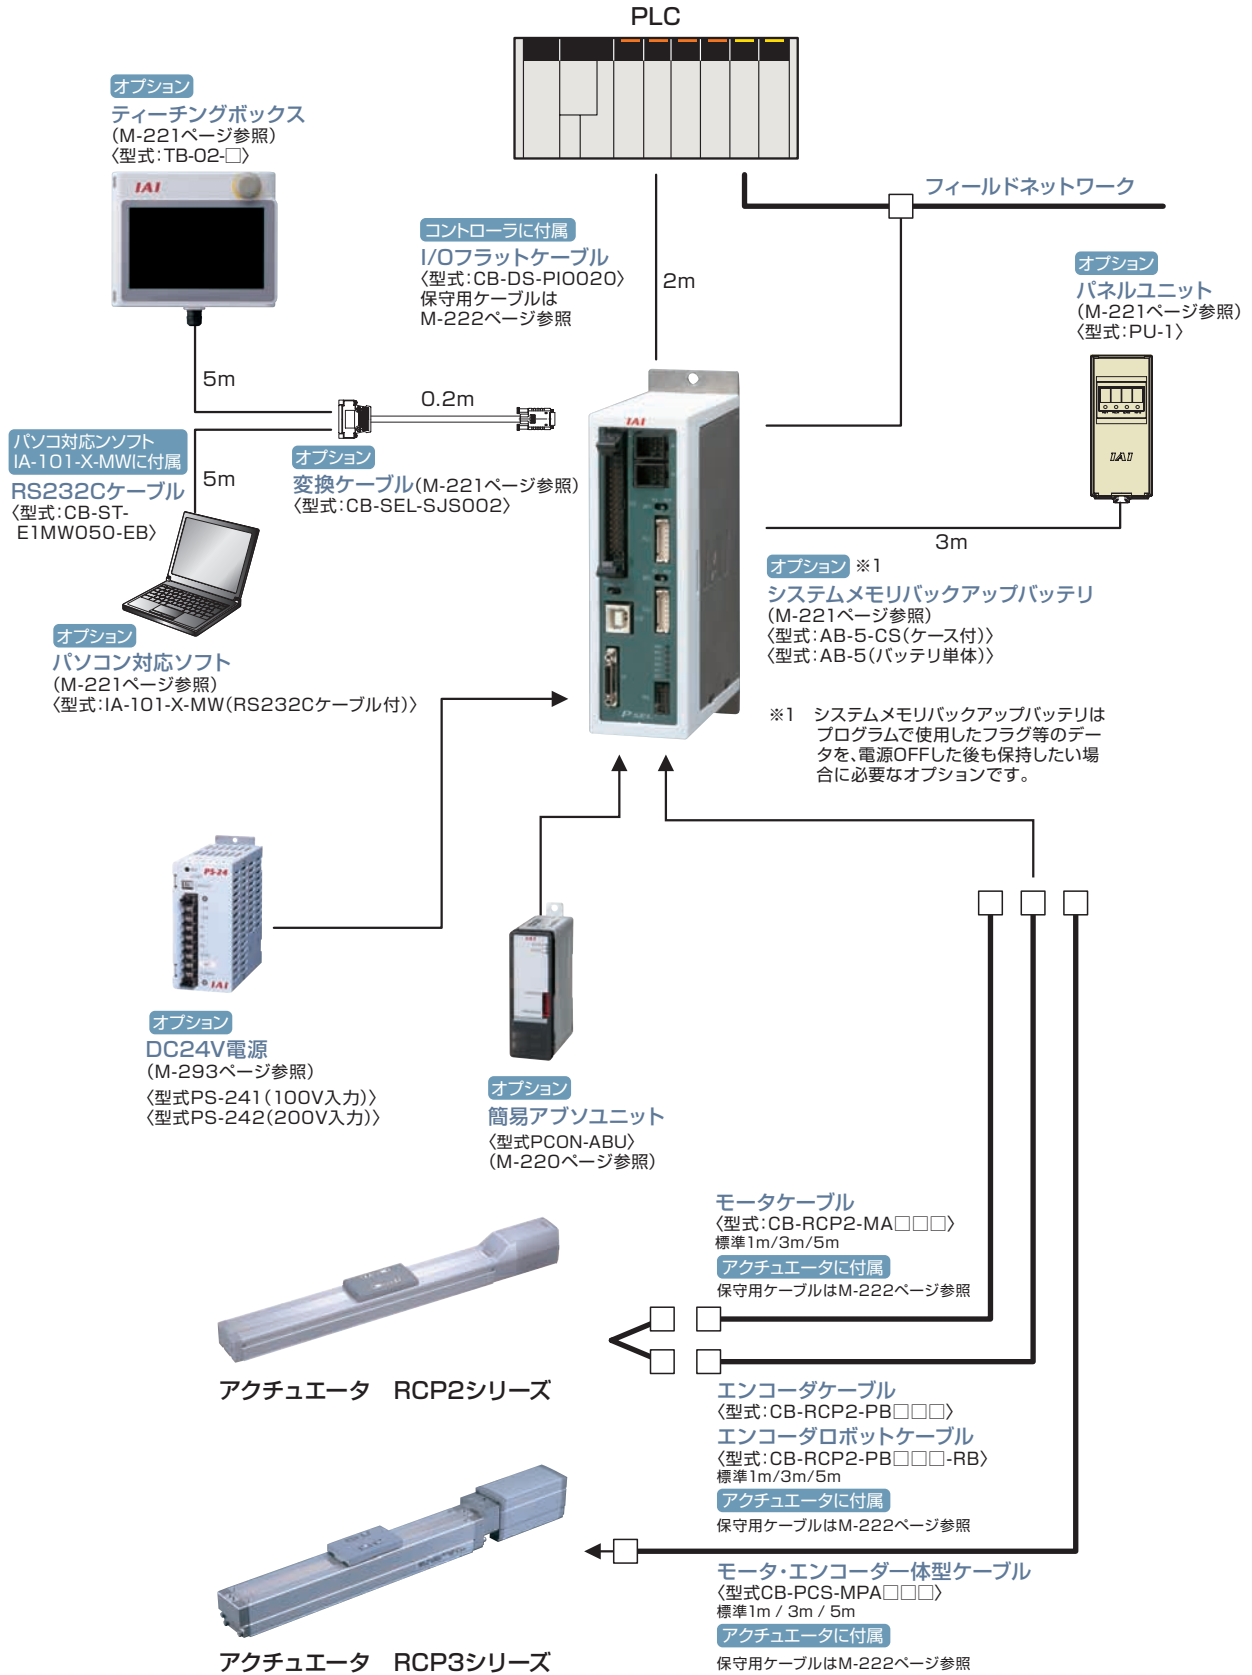 PLC
オプション
ティーチングボックス
(M-221ページ参照)
〈型式:TB-02-□〉
IAI
フィールドネットワーク
コントローラに付属
I/Oフラットケーブル
〈型式:CB-DS-PIO020〉
保守用ケーブルは
M-222ページ参照
2m
オプション
パネルユニット
(M-221ページ参照)
〈型式:PU-1〉
IAI
5m
0.2m
IAI
パソコ対応ンソフト
IA-101-X-MWに付属
RS232Cケーブル
〈型式:CB-ST-
E1MW050-EB〉
5m
オプション
変換ケーブル(M-221ページ参照)
〈型式:CB-SEL-SJS002〉
3m
オプション ※1
システムメモリバックアップバッテリ
(M-221ページ参照)
〈型式:AB-5-CS(ケース付)〉
〈型式:AB-5(バッテリ単体)〉
オプション
パソコン対応ソフト
(M-221ページ参照)
〈型式:IA-101-X-MW(RS232Cケーブル付)〉
P SEL
※1 システムメモリバックアップバッテリは
プログラムで使用したフラグ等のデー
タを、電源OFFした後も保持したい場
合に必要なオプションです。
PS-24
IAI
オプション
DC24V電源
(M-293ページ参照)
〈型式PS-241(100V入力)〉
〈型式PS-242(200V入力)〉
オプション
簡易アブソユニット
〈型式PCON-ABU〉
(M-220ページ参照)
モータケーブル
〈型式:CB-RCP2-MA□□□〉
標準1m/3m/5m
アクチュエータに付属
保守用ケーブルはM-222ページ参照
アクチュエータ RCP2シリーズ
エンコーダケーブル
〈型式:CB-RCP2-PB□□□〉
エンコーダロボットケーブル
〈型式:CB-RCP2-PB□□□-RB〉
標準1m/3m/5m
アクチュエータに付属
保守用ケーブルはM-222ページ参照
モータ・エンコーダ一体型ケーブル
〈型式CB-PCS-MPA□□□〉
標準1m / 3m / 5m
アクチュエータに付属
保守用ケーブルはM-222ページ参照
アクチュエータ RCP3シリーズ